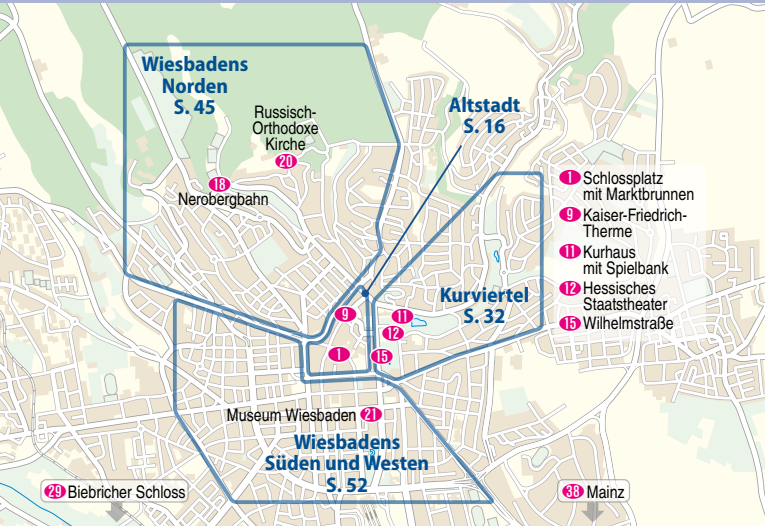 Wiesbadens
Norden
S. 45
Russisch-
Orthodoxe
Kirche
20
18
Nerobergbahn
Altstadt
S. 16
1 Schlossplatz
mit Marktbrunnen
9 Kaiser-Friedrich-
Therme
11 Kurhaus
mit Spielbank
12 Hessisches
Staatstheater
15 Wilhelmstraße
Kurviertel
S. 32
9
11
12
1
15
Museum Wiesbaden 21
Wiesbadens
Süden und Westen
S. 52
29 Biebricher Schloss
38 Mainz